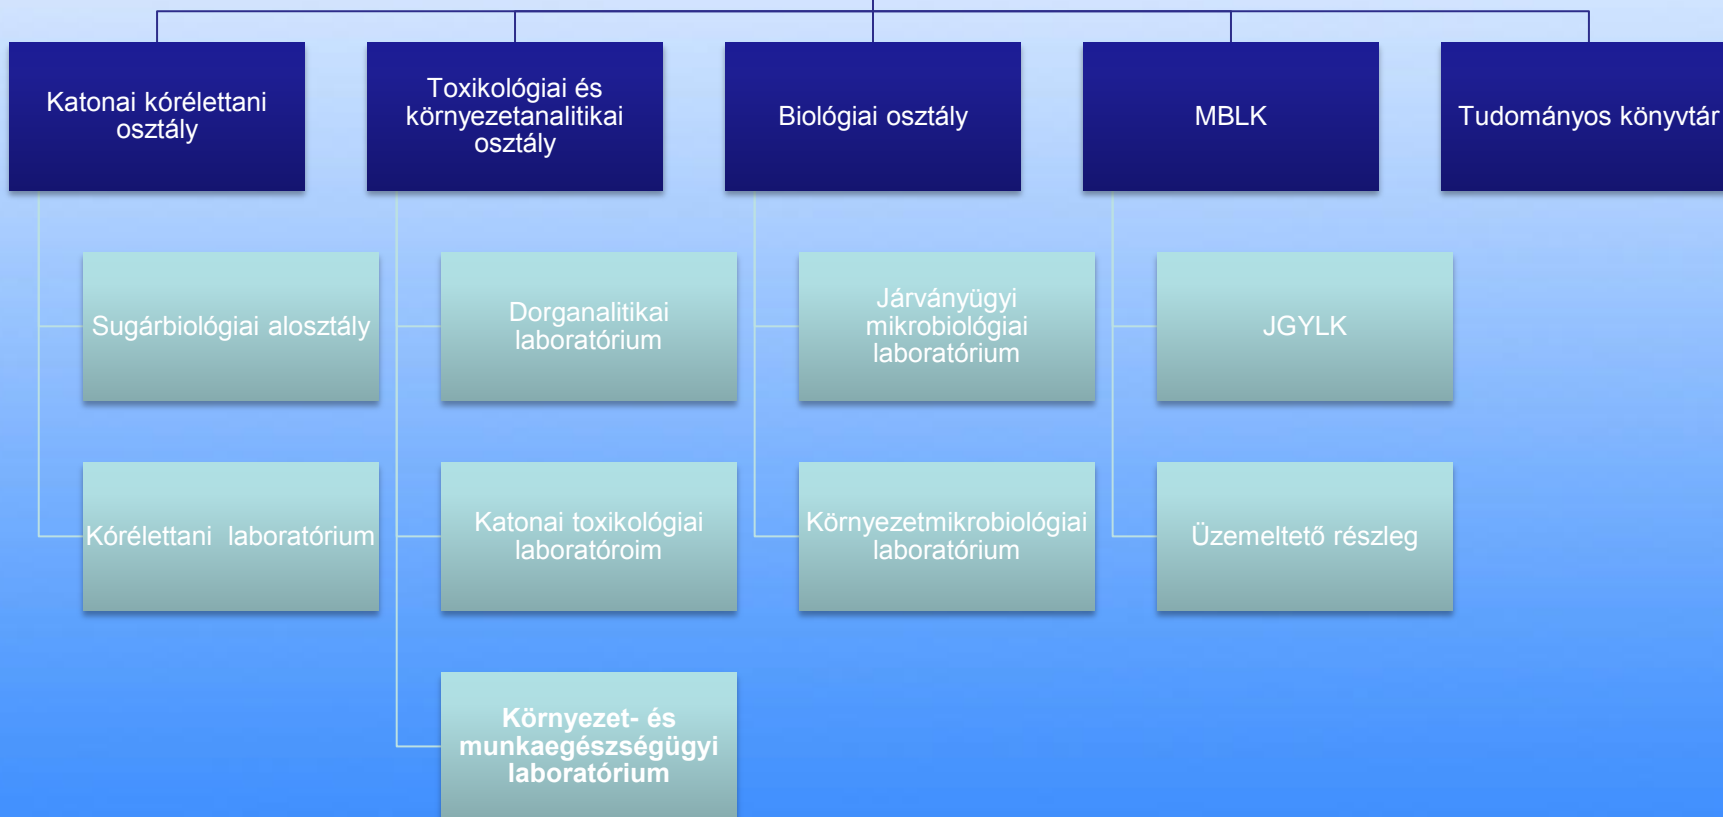 Katonai kórélettani
osztály
Toxikológiai és
környezetanalitikai
osztály
Biológiai osztály
MBLK
Tudományos könyvtár
Sugárbiológiai alosztály
Dorganalitikai
laboratórium
Járványügyi
mikrobiológiai
laboratórium
JGYLK
Kórélettani laboratórium
Katonai toxikológiai
laboratóroim
Környezetmikrobiológiai
laboratórium
Üzemeltető részleg
Környezet- és
munkaegészségügyi
laboratórium